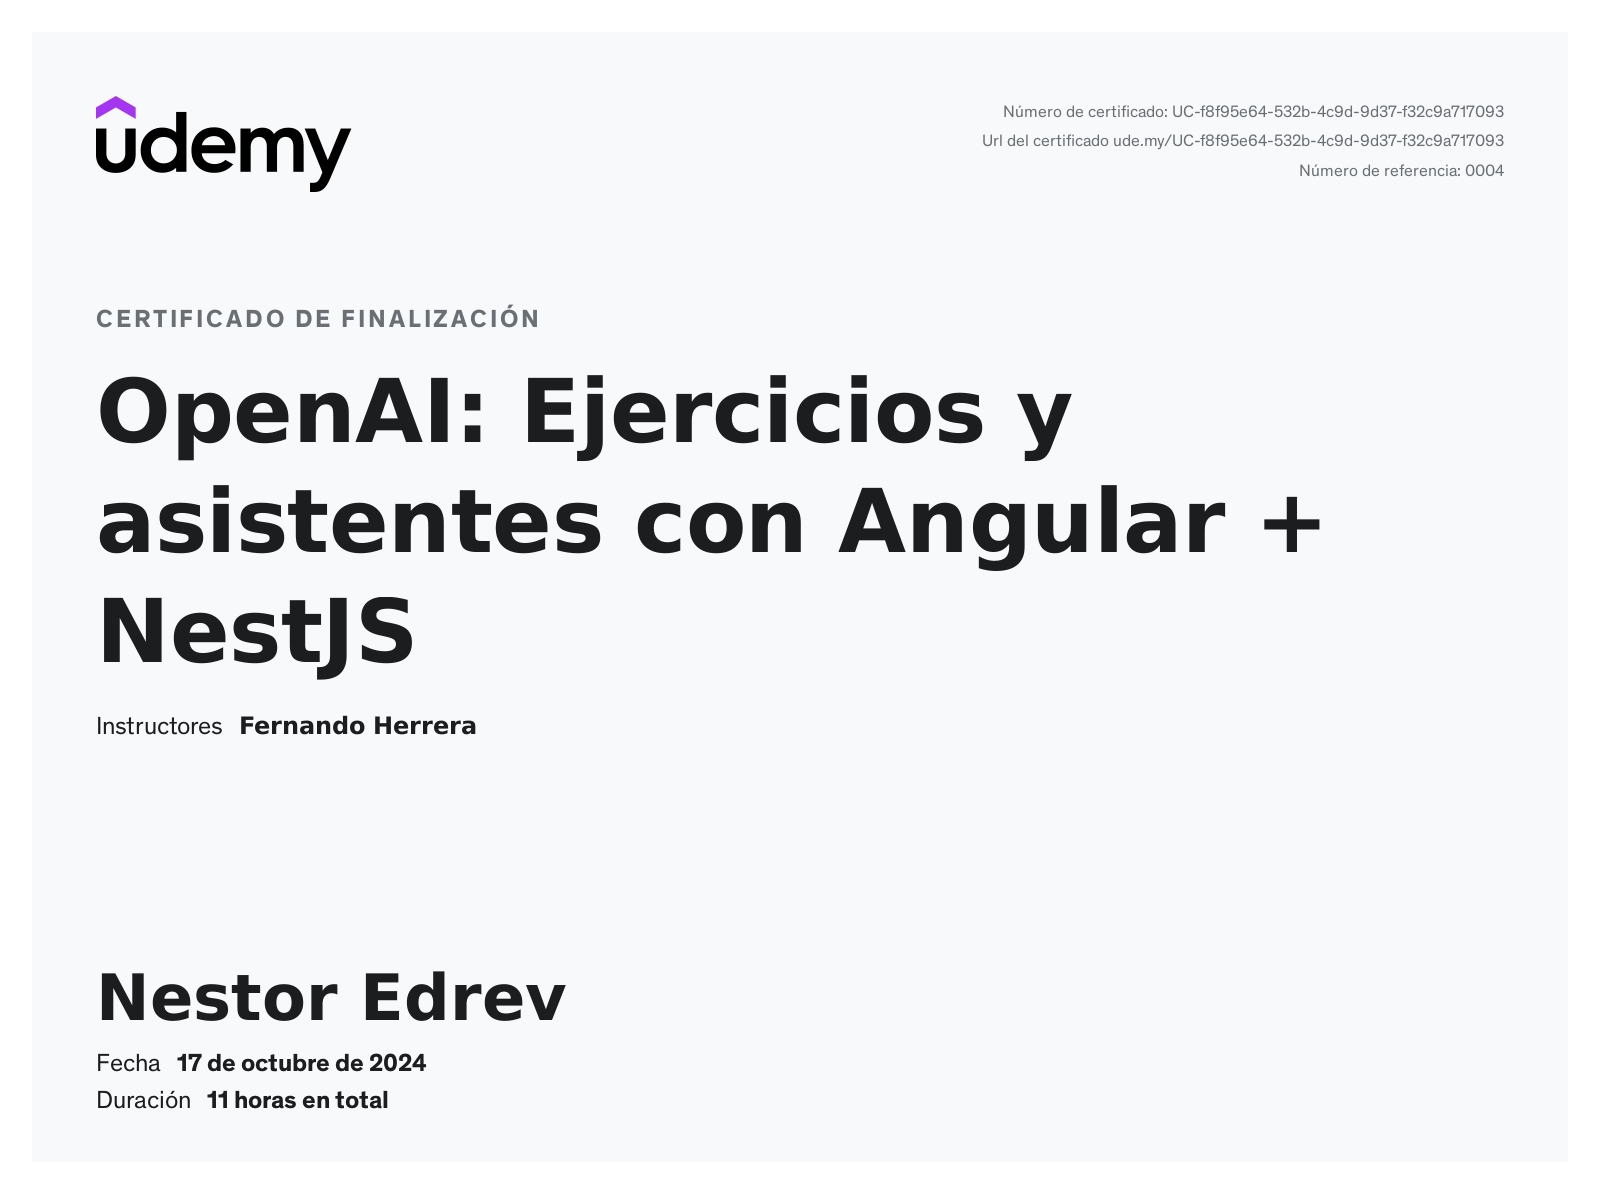 udemy
Número de certificado: UC-f8f95e64-532b-4c9d-9d37-f32c9a717093
Url del certificado ude.my/UC-f8f95e64-532b-4c9d-9d37-f32c9a717093
Número de referencia: 0004
CERTIFICADO DE FINALIZACIÓN
OpenAI: Ejercicios y
asistentes con Angular +
NestJS
Instructores Fernando Herrera
Nestor Edrev
Fecha 17 de octubre de 2024
Duración 11 horas en total